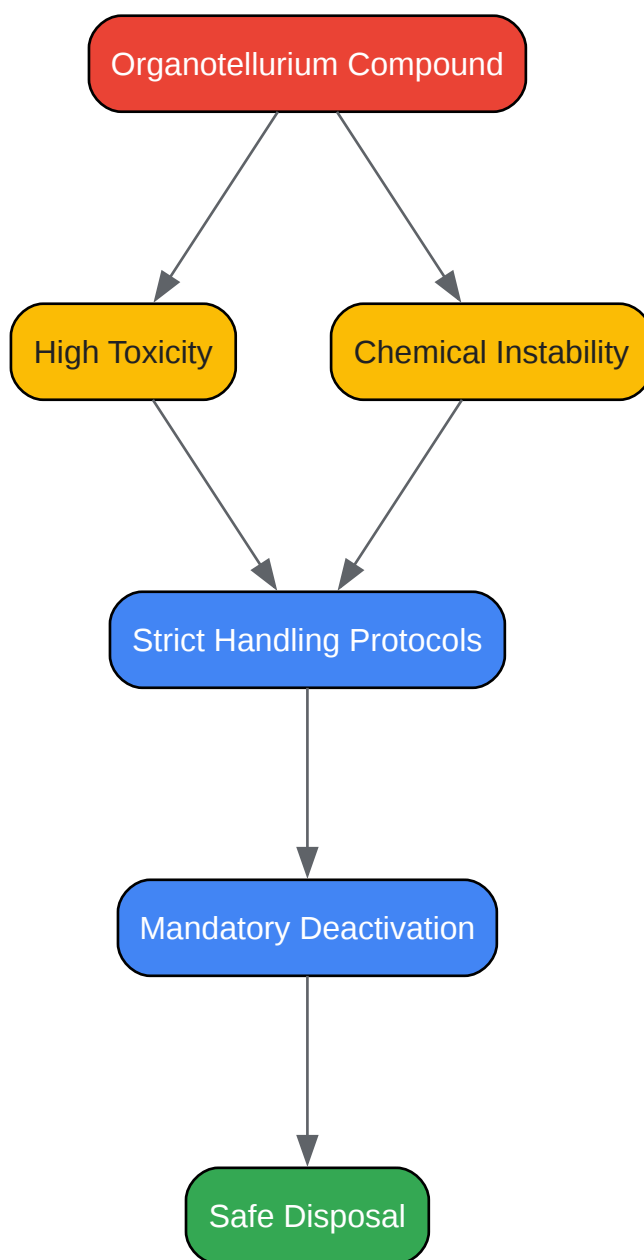 Organotellurium Compound
High Toxicity
Chemical Instability
Strict Handling Protocols
Mandatory Deactivation
Safe Disposal